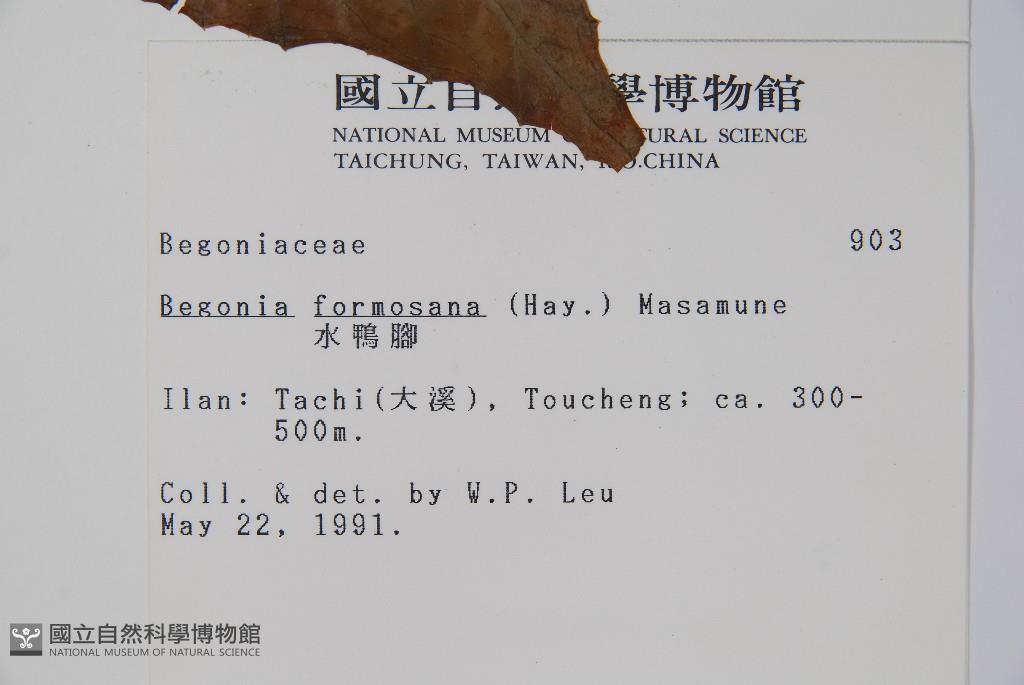 國立自 學博物館
NATIONAL MUSEUM SCIENCE
TAICHUNG, TAIWAN, R.O.CHINA
Begoniaceae 903
Begonia formosana (Hay.) Masamune
水鴨腳
Ilan: Tachi(大溪), Toucheng; ca. 300-
500m.
Coll. & det. by W.P. Leu
May 22, 1991.
國立自然科學博物館
NATIONAL MUSEUM OF NATURAL SCIENCE